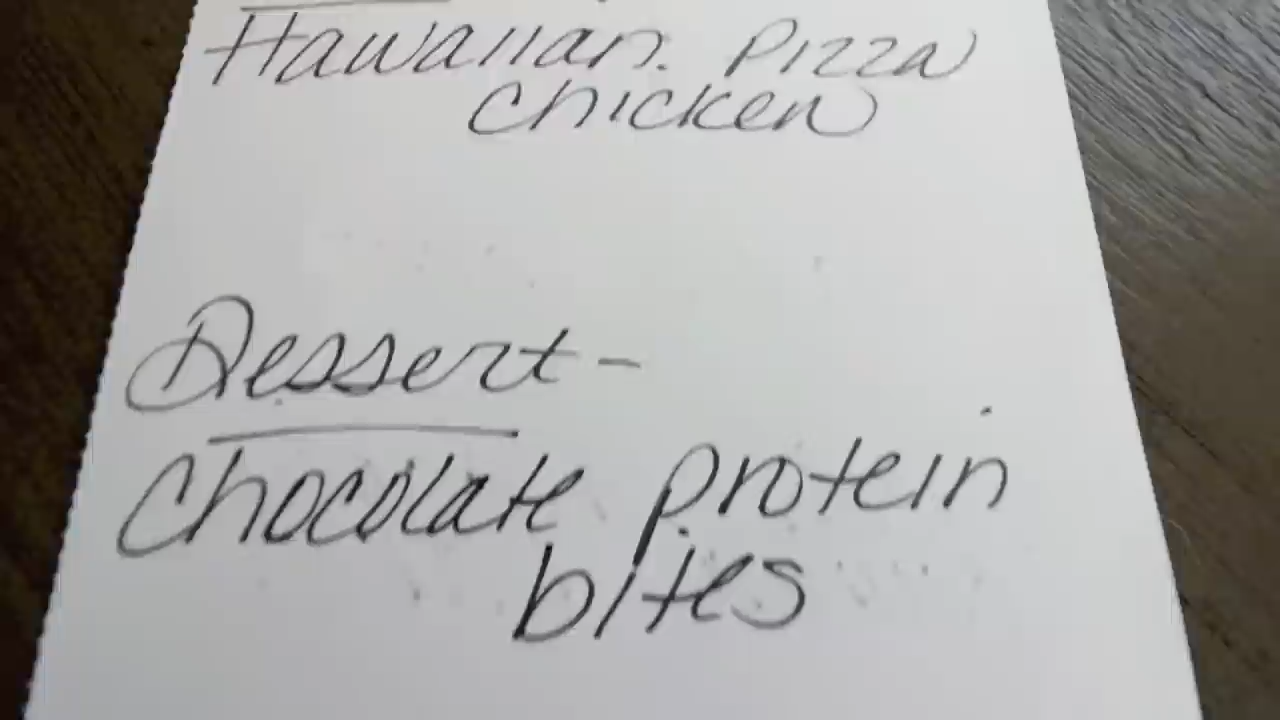 Hawaiian Pizza
Chicken
Dessert -
Chocolate protein
bites